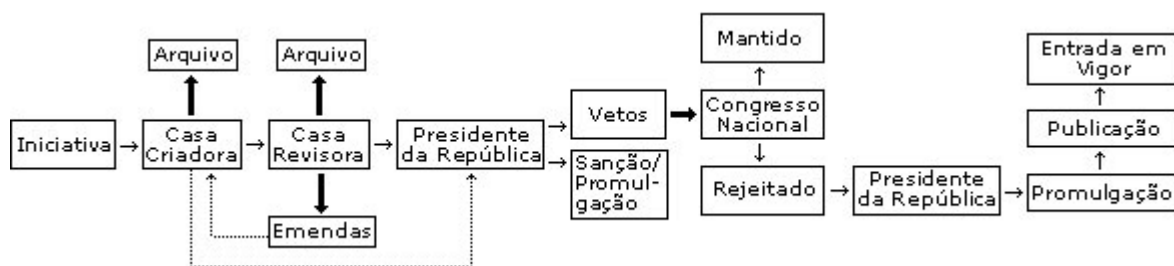 Iniciativa
Arquivo
Casa
Criadora
Arquivo
Casa
Revisora
Emendas
Presidente
da República
Vetos
Sanção/
Promul-
gação
Mantido
Congresso
Nacional
Rejeitado
Presidente
da República
Promulgação
Publicação
Entrada em
Vigor